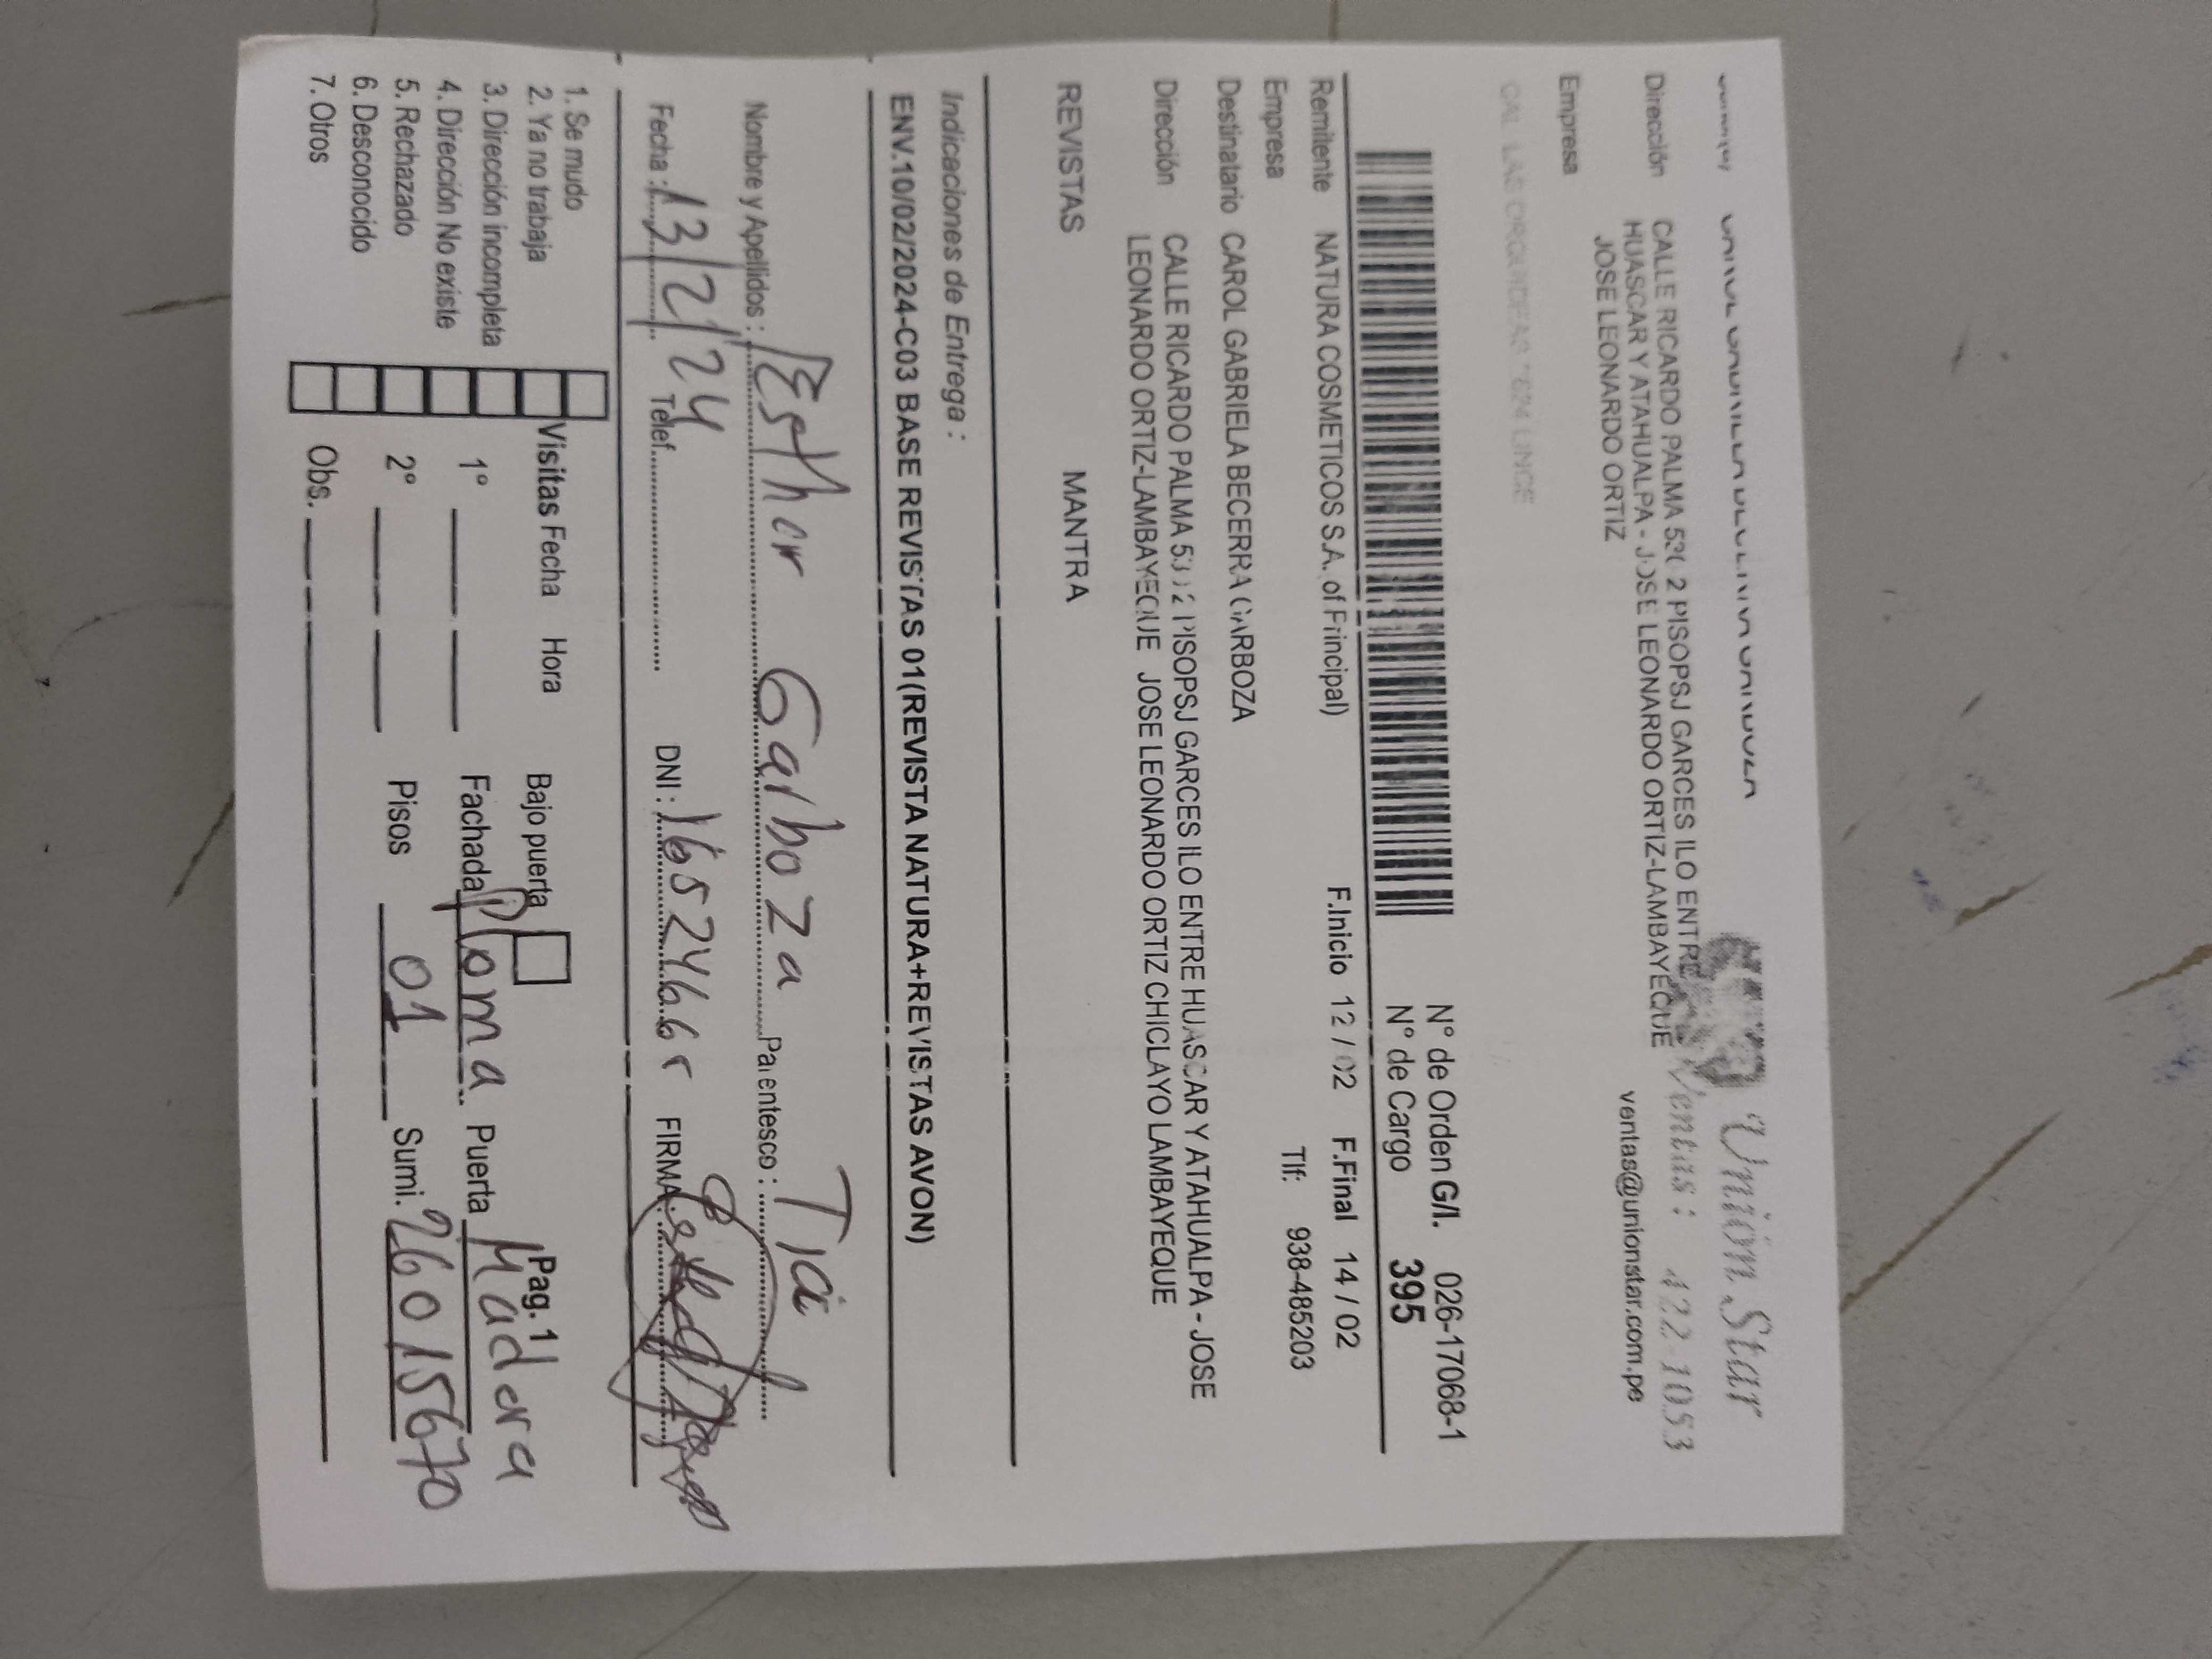 Union Star
Dirección CALLE RICARDO PALMA 2 PISOPSJ GARCES ILO ENTRE
HUASCAR Y ATAHUALPA - JOSE LEONARDO ORTIZ-LAMBAYEQUE
JOSE LEONARDO ORTIZ
Ventas: 422-1053
ventas@unionstar.com.pe
Empresa
N° de Orden G/I. 026-17068-1
N° de Cargo 395
Remitente NATURA COSMETICOS S.A. of Principal)
F.Inicio 12 / 02 F.Final 14 / 02
Empresa
Tlf: 938-485203
Destinatario CAROL GABRIELA BECERRA GARBOZA
Dirección CALLE RICARDO PALMA PISOPSJ GARCES ILO ENTRE HUASCAR Y ATAHUALPA - JOSE
LEONARDO ORTIZ-LAMBAYEQUE JOSE LEONARDO ORTIZ CHICLAYO LAMBAYEQUE
REVISTAS MANTRA
Indicaciones de Entrega :
ENV.10/02/2024-C03 BASE REVISTAS 01(REVISTA NATURA+REVISTAS AVON)
Nombre y Apellidos : Esther Garboza Parentesco : Tia
Fecha : 13/2/24 Telef. DNI : FIRMA
1. Se mudo
2. Ya no trabaja
3. Dirección incompleta
4. Dirección No existe
5. Rechazado
6. Desconocido
7. Otros
Visitas Fecha Hora
1°
2°
Obs.
Bajo puerta
Pag.1
Fachada Ploma Puerta Madera
Pisos 01 Sumi. 26015670